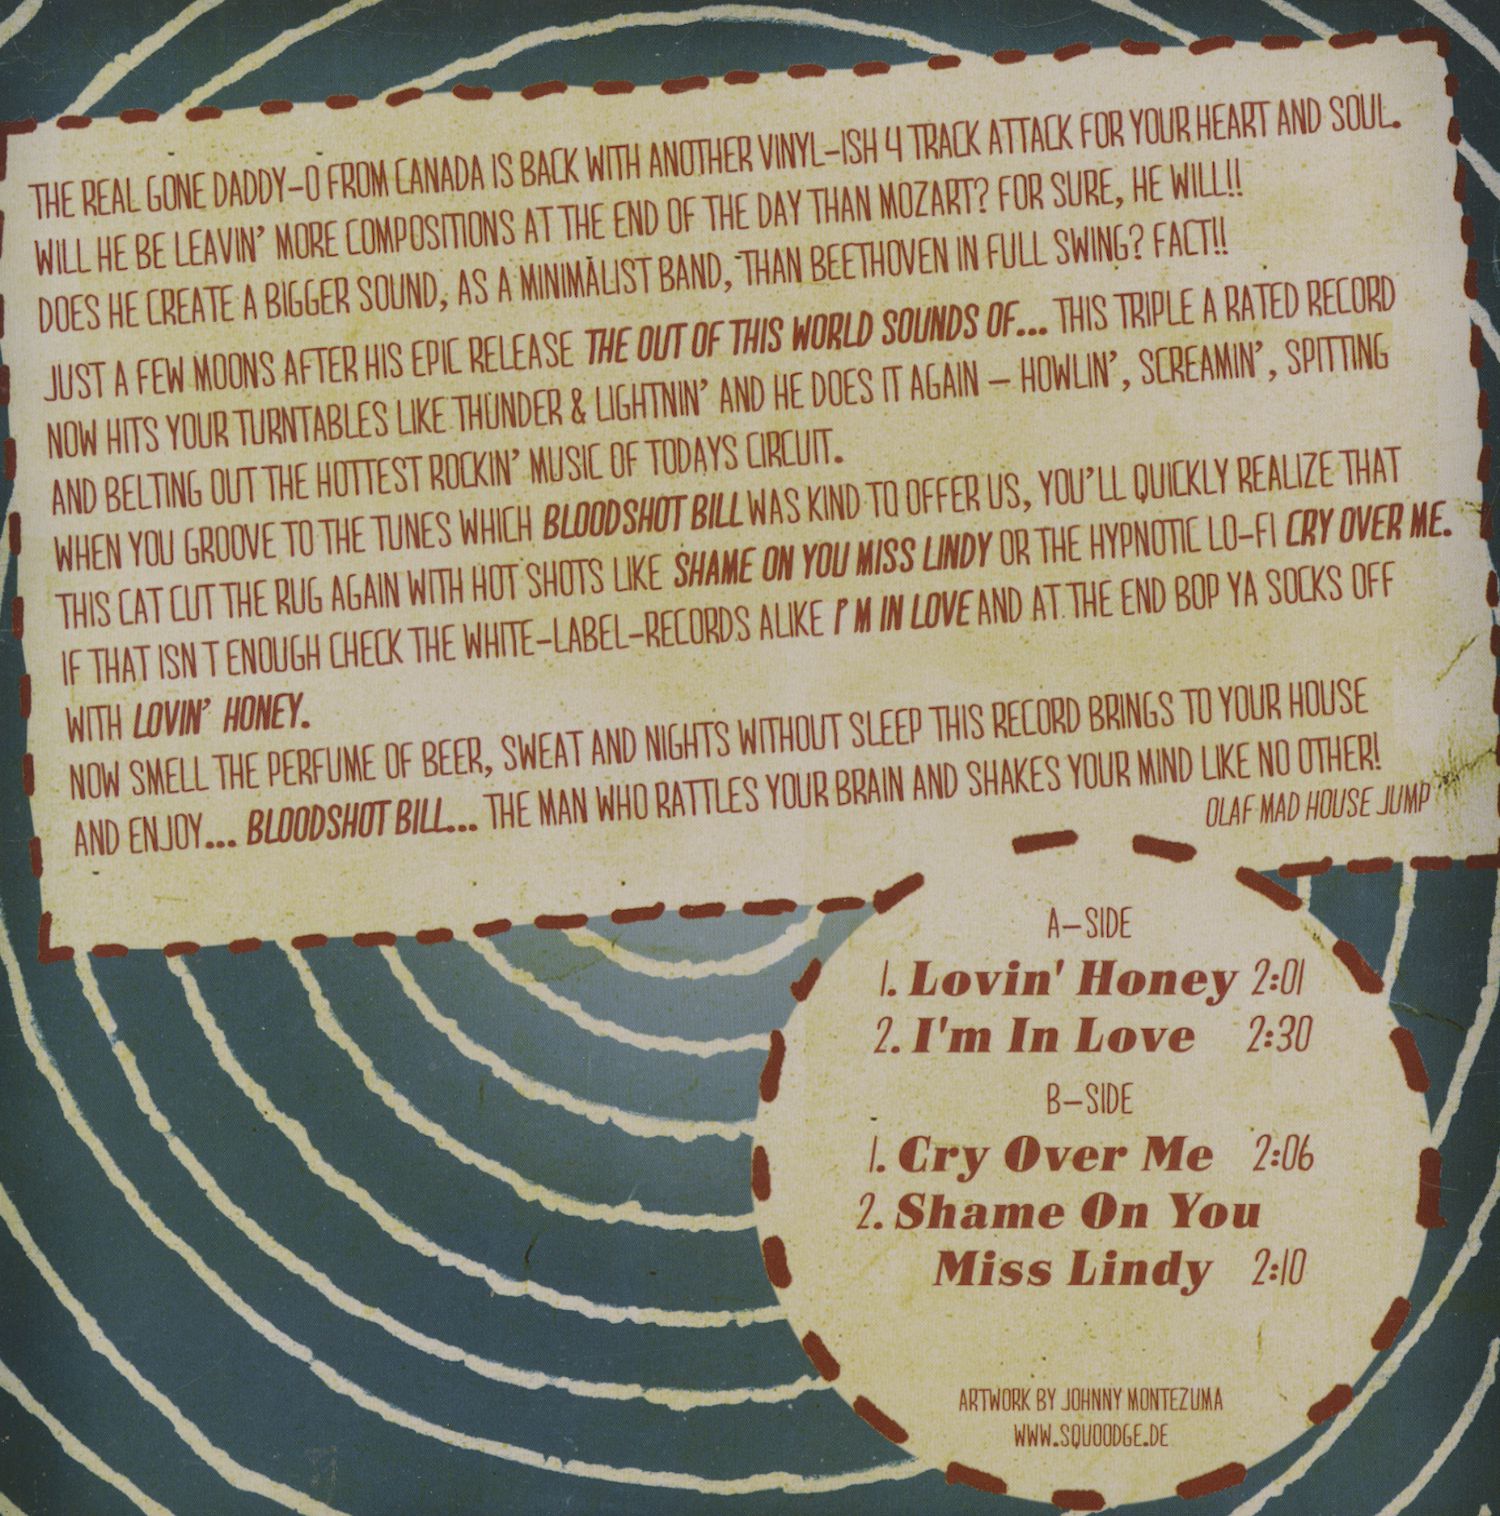 THE REAL GONE DADDY-O FROM CANADA IS BACK WITH ANOTHER VINYL-ISH 4 TRACK ATTACK FOR YOUR HEART AND SOUL.
WILL HE BE LEAVIN' MORE COMPOSITIONS AT THE END OF THE DAY THAN MOZART? FOR SURE, HE WILL!!
DOES HE CREATE A BIGGER SOUND, AS A MINIMALIST BAND, THAN BEETHOVEN IN FULL SWING? FACT!!
JUST A FEW MOONS AFTER HIS EPIC RELEASE THE OUT OF THIS WORLD SOUNDS OF... THIS TRIPLE A RATED RECORD
NOW HITS YOUR TURNTABLES LIKE THUNDER & LIGHTNIN' AND HE DOES IT AGAIN – HOWLIN', SCREAMIN', SPITTING
AND BELTING OUT THE HOTTEST ROCKIN' MUSIC OF TODAYS CIRCUIT.
WHEN YOU GROOVE TO THE TUNES WHICH BLOODSHOT BILL WAS KIND TO OFFER US, YOU'LL QUICKLY REALIZE THAT
THIS CAT CUT THE RUG AGAIN WITH HOT SHOTS LIKE SHAME ON YOU MISS LINDY OR THE HYPNOTIC LO-FI CRY OVER ME.
IF THAT ISN T ENOUGH CHECK THE WHITE-LABEL-RECORDS ALIKE I'M IN LOVE AND AT THE END BOP YA SOCKS OFF
WITH LOVIN' HONEY.
NOW SMELL THE PERFUME OF BEER, SWEAT AND NIGHTS WITHOUT SLEEP THIS RECORD BRINGS TO YOUR HOUSE
AND ENJOY... BLOODSHOT BILL... THE MAN WHO RATTLES YOUR BRAIN AND SHAKES YOUR MIND LIKE NO OTHER!
OLAF MAD HOUSE JUMP
A-SIDE
1. Lovin' Honey 2:01
2. I'm In Love 2:30
B-SIDE
1. Cry Over Me 2:06
2. Shame On You
Miss Lindy 2:10
ARTWORK BY JOHNNY MONTEZUMA
WWW.SQUOODGE.DE